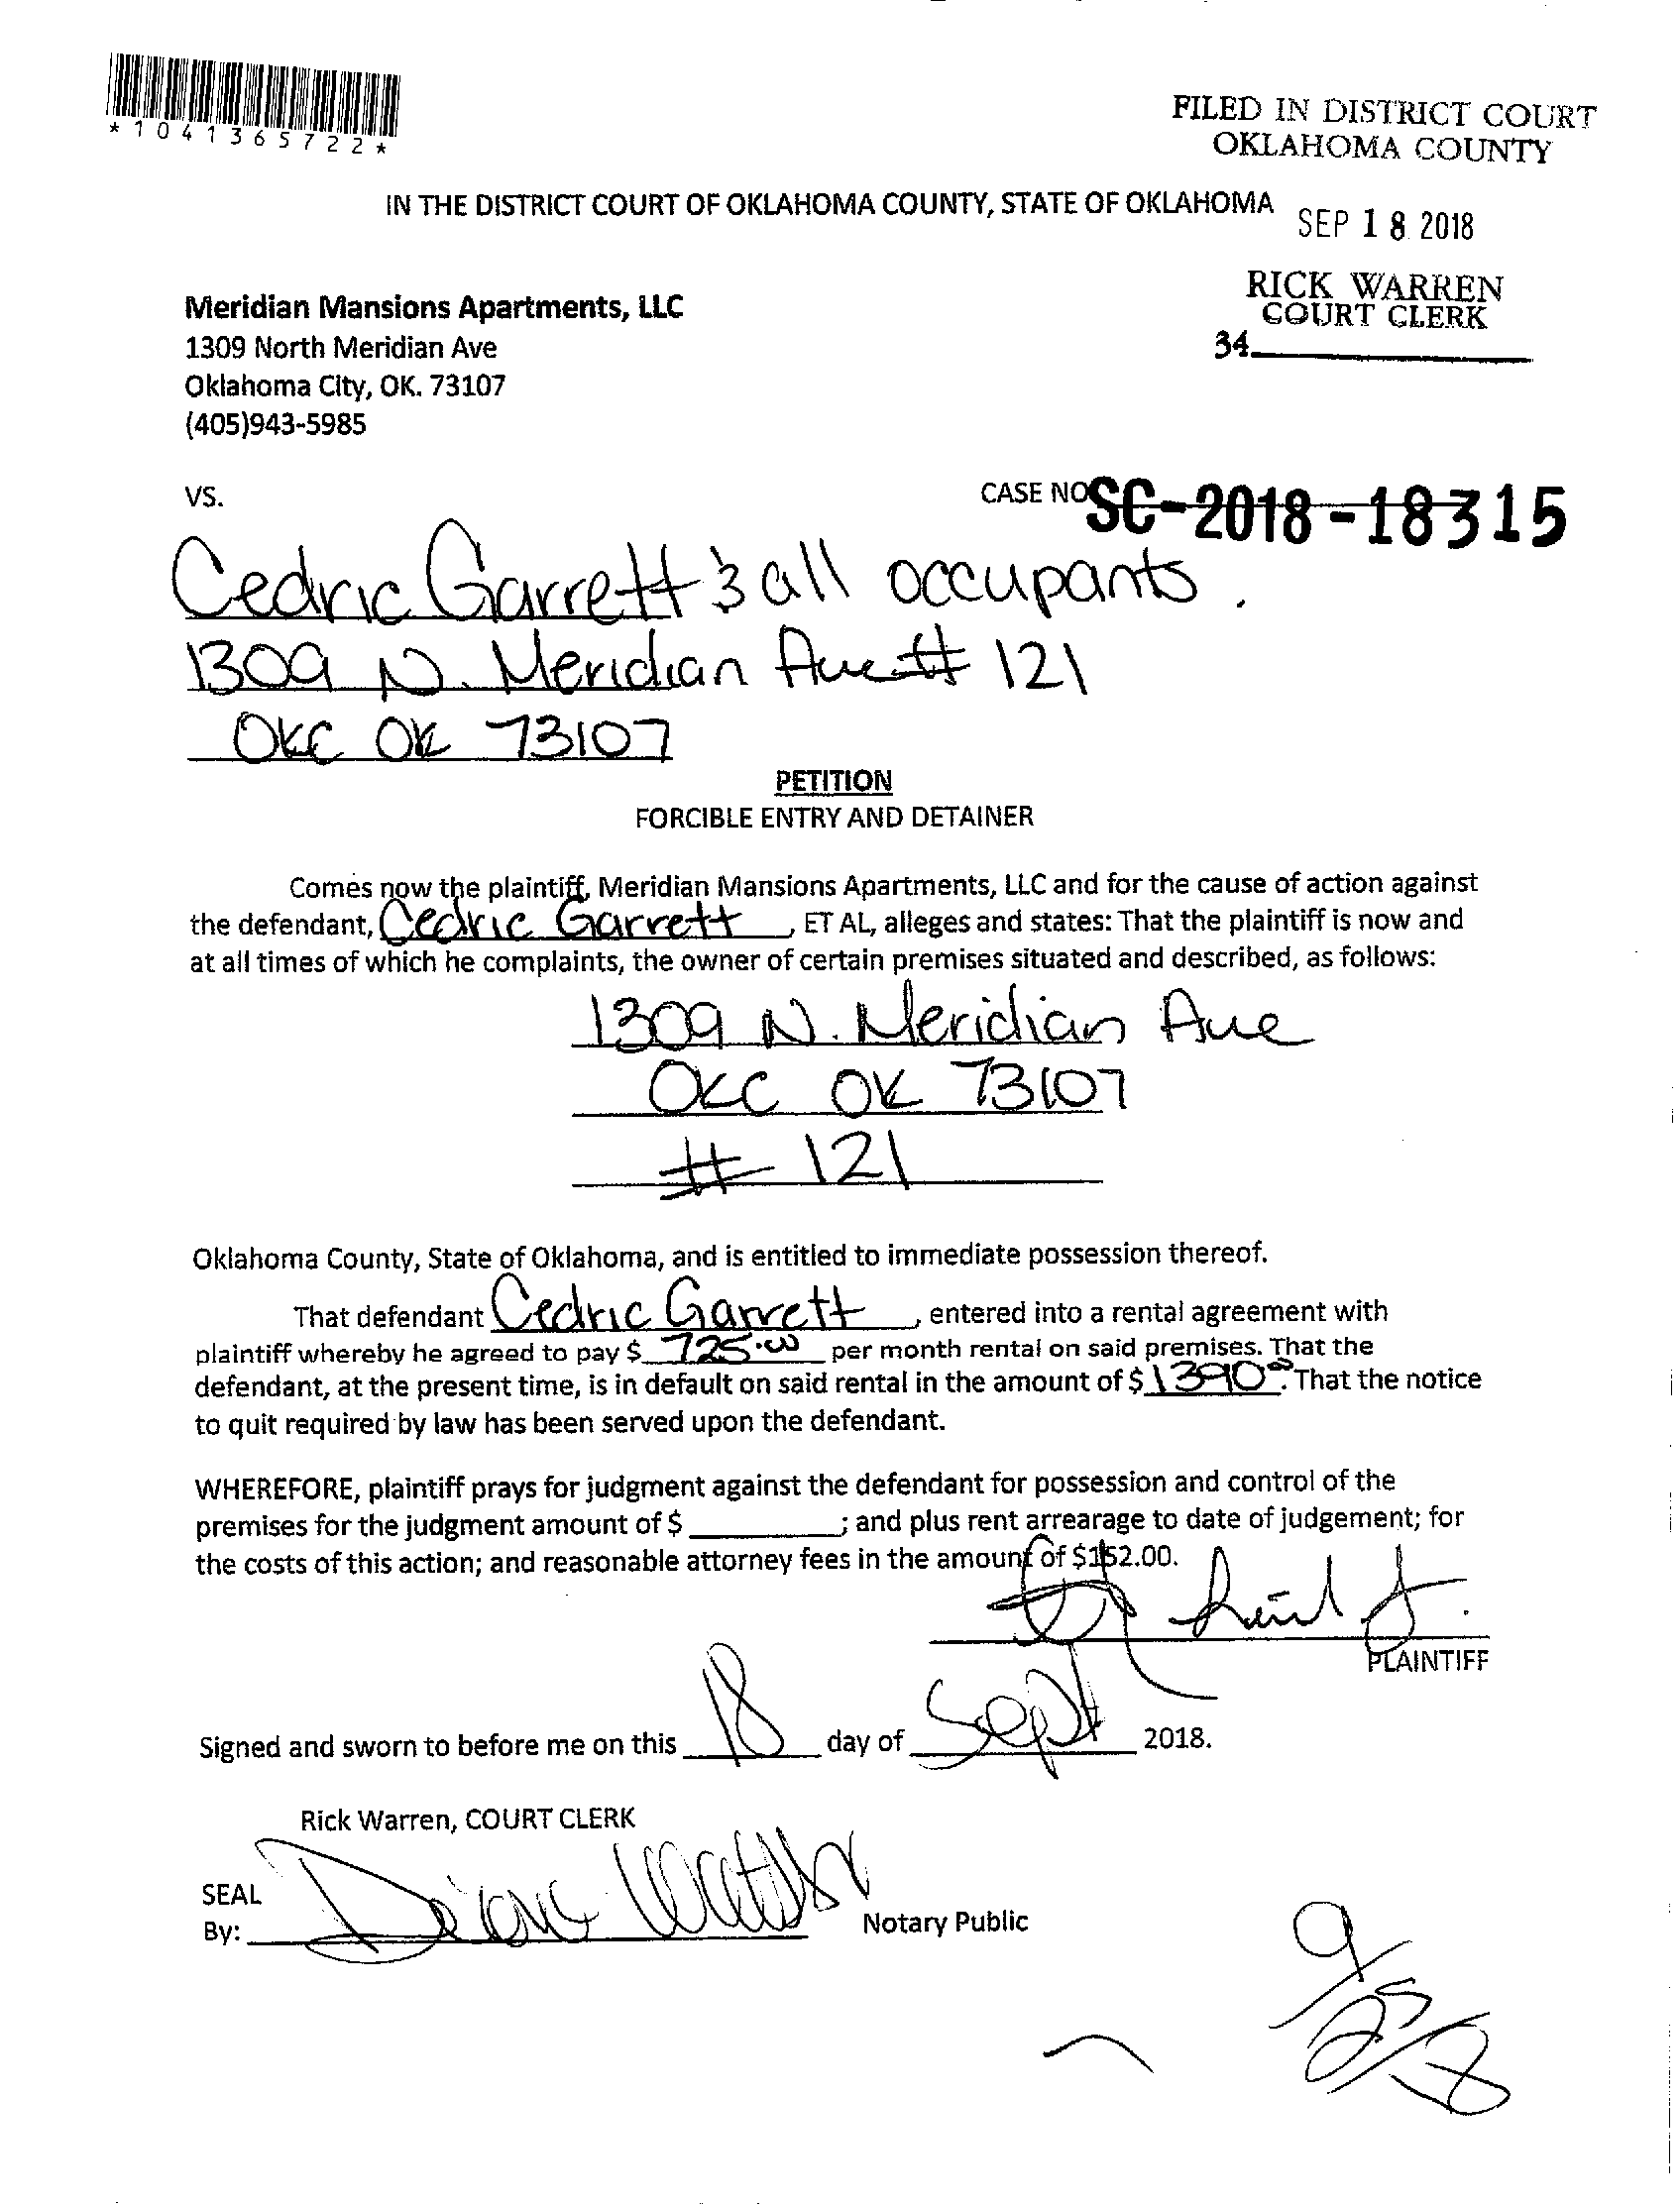 *1041365722*
FILED IN DISTRICT COURT
OKLAHOMA COUNTY
IN THE DISTRICT COURT OF OKLAHOMA COUNTY, STATE OF OKLAHOMA
SEP 18 2018
RICK WARREN
COURT CLERK
34
Meridian Mansions Apartments, LLC
1309 North Meridian Ave
Oklahoma City, OK. 73107
(405)943-5985
VS.
CASE NO SC-2018-18315
Cedric Garrett & all occupants.
1309 N. Meridian Ave # 121
OKC OK 73107
PETITION
FORCIBLE ENTRY AND DETAINER
Comes now the plaintiff, Meridian Mansions Apartments, LLC and for the cause of action against
the defendant, Cedric Garrett, ET AL, alleges and states: That the plaintiff is now and
at all times of which he complaints, the owner of certain premises situated and described, as follows:
1309 N. Meridian Ave
OKC OK 73107
# 121
Oklahoma County, State of Oklahoma, and is entitled to immediate possession thereof.
That defendant Cedric Garrett, entered into a rental agreement with
plaintiff whereby he agreed to pay $ 725.00 per month rental on said premises. That the
defendant, at the present time, is in default on said rental in the amount of $ 1390.00. That the notice
to quit required by law has been served upon the defendant.
WHEREFORE, plaintiff prays for judgment against the defendant for possession and control of the
premises for the judgment amount of $ ; and plus rent arrearage to date of judgement; for
the costs of this action; and reasonable attorney fees in the amount of $152.00.
PLAINTIFF
Signed and sworn to before me on this 18 day of Sept 2018.
Rick Warren, COURT CLERK
SEAL
By: Notary Public